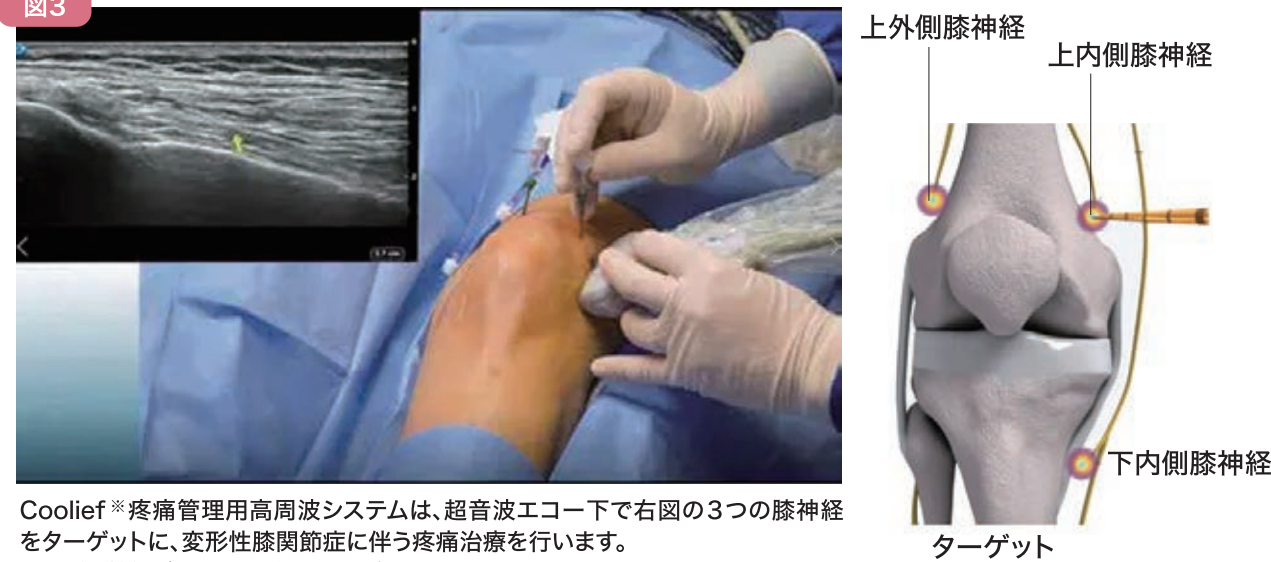 図3
上外側膝神経
上内側膝神経
下内側膝神経
Coolief※疼痛管理用高周波システムは、超音波エコー下で右図の3つの膝神経
をターゲットに、変形性膝関節症に伴う疼痛治療を行います。
ターゲット